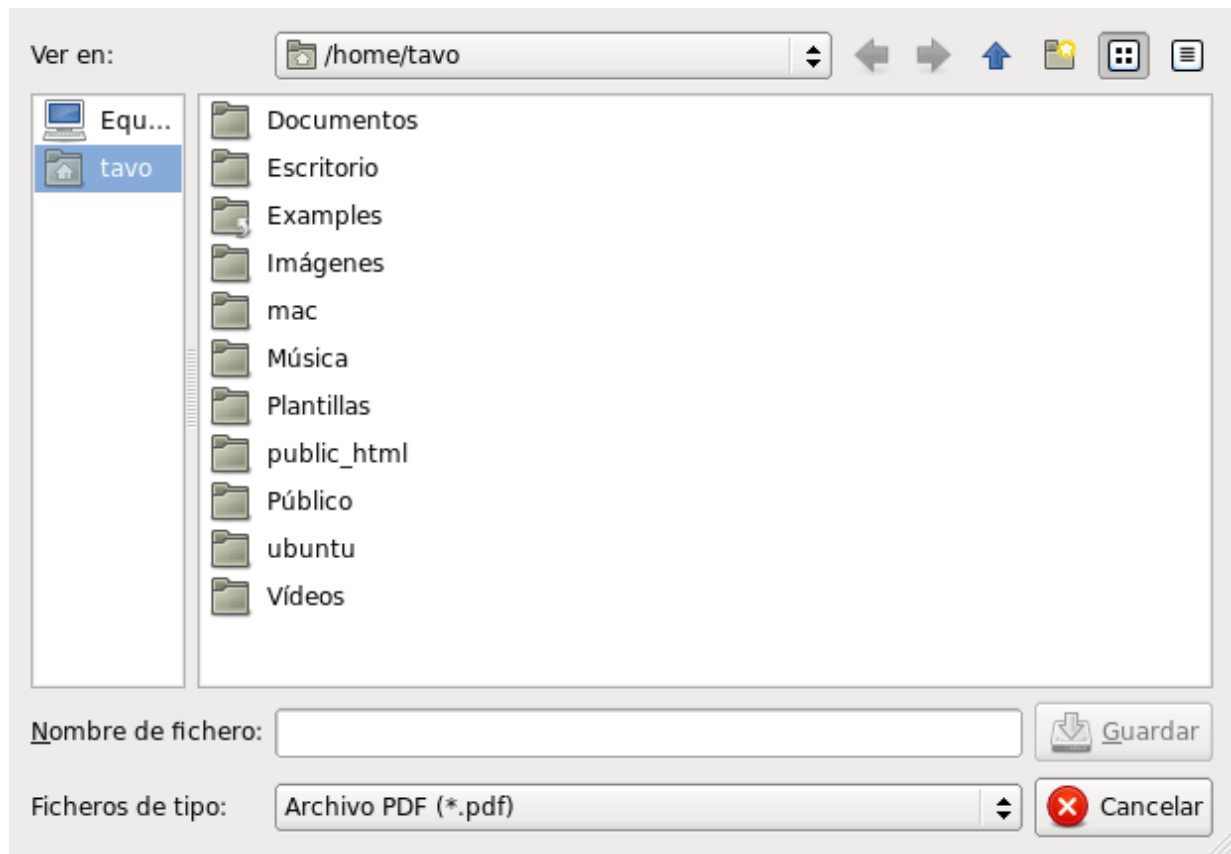 Ver en: /home/tavo
Equ...
tavo
Documentos
Escritorio
Examples
Imágenes
mac
Música
Plantillas
public_html
Público
ubuntu
Vídeos
Nombre de fichero: Guardar
Ficheros de tipo: Archivo PDF (*.pdf) Cancelar